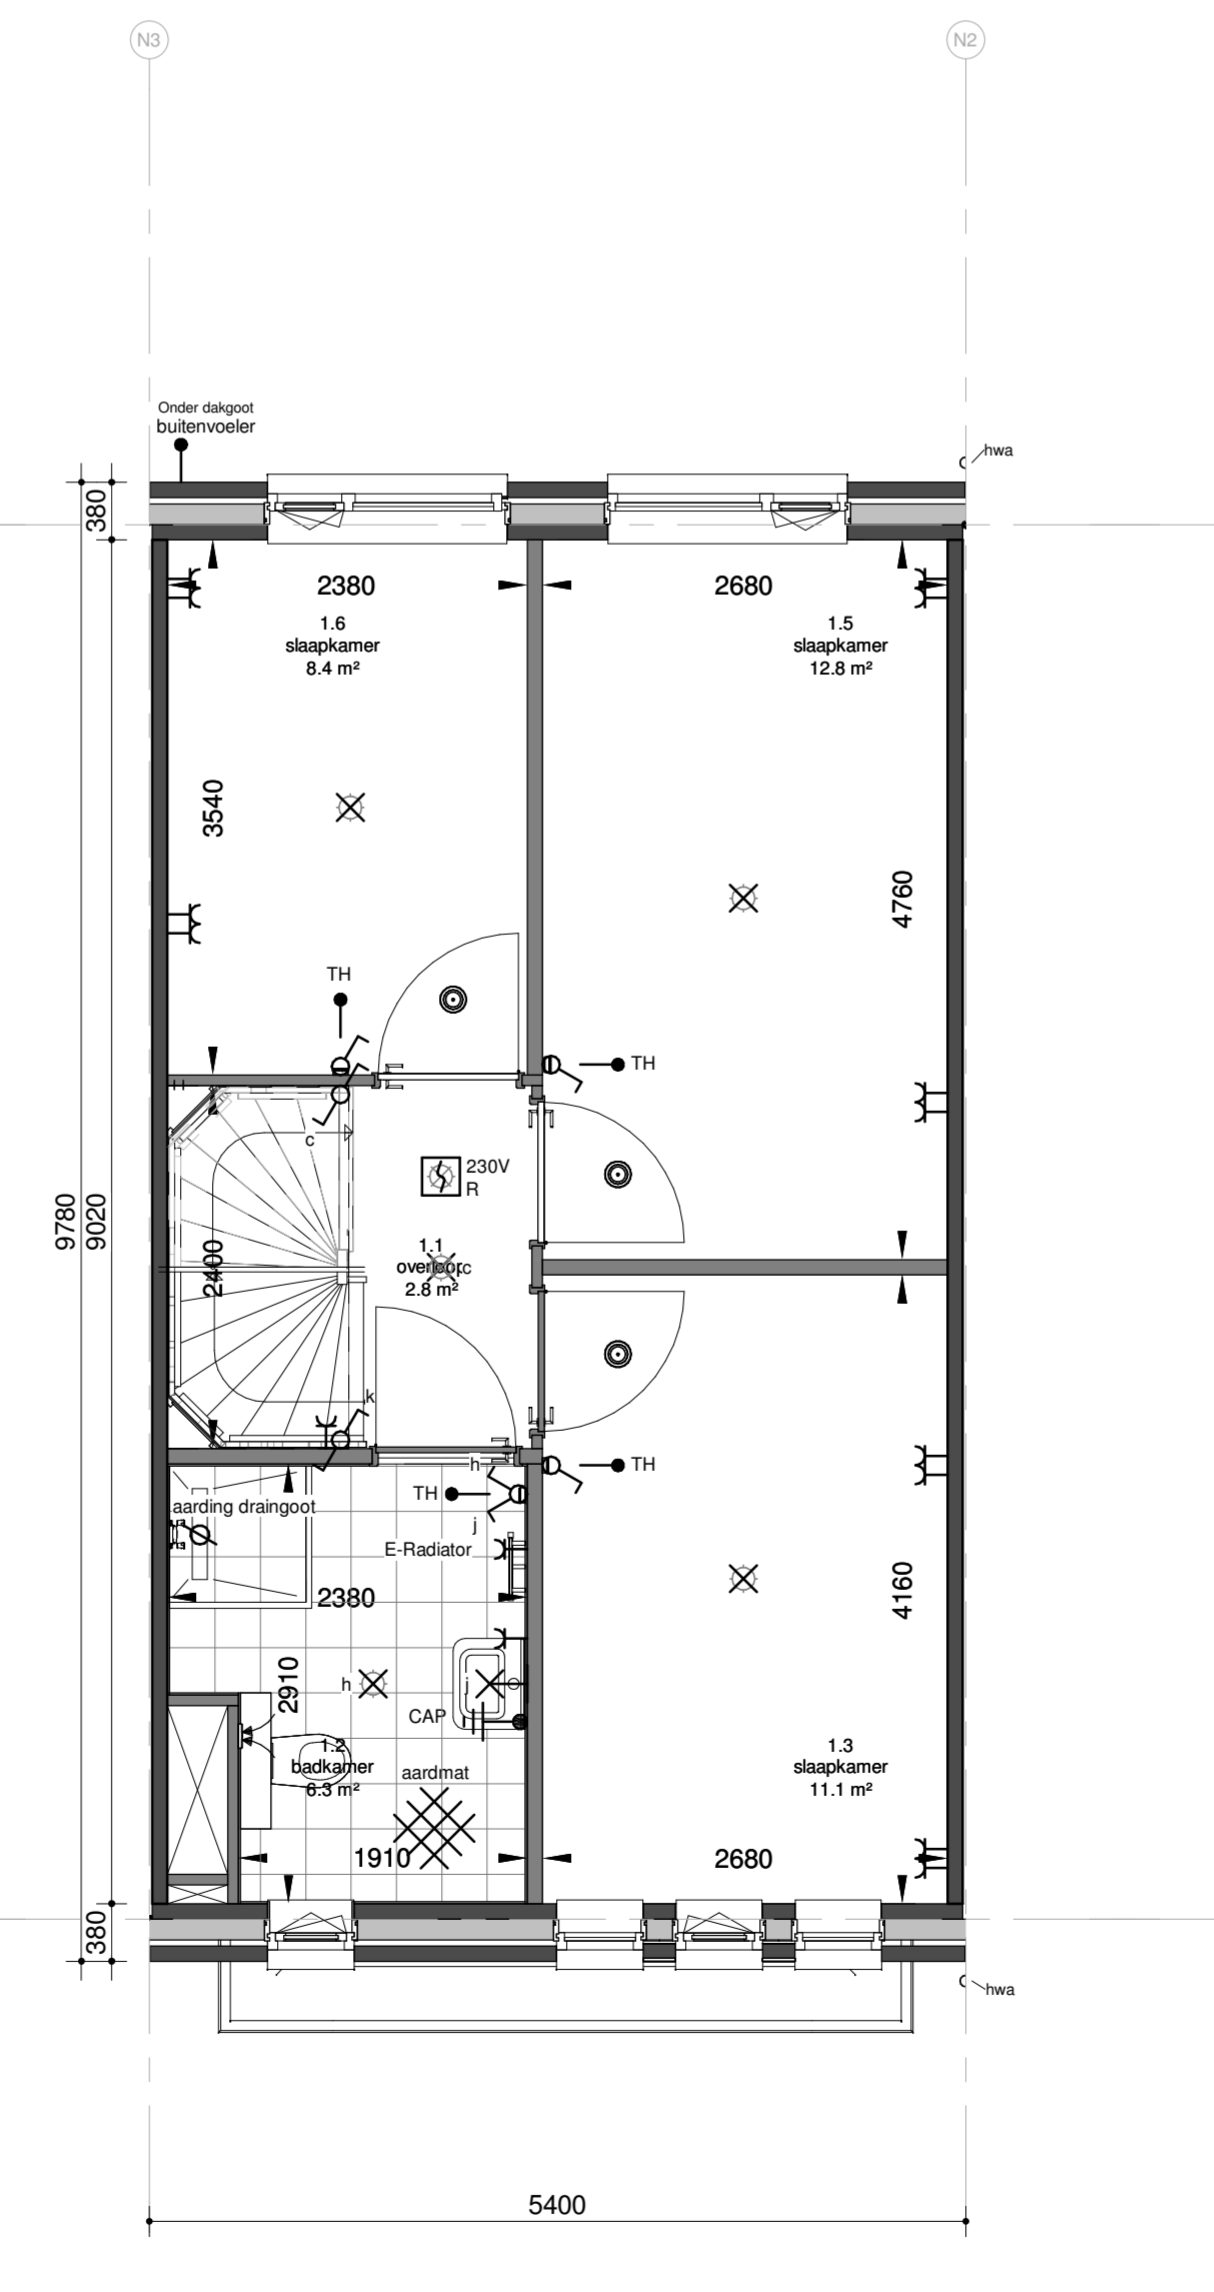 N3
N2
Onder dakgoot
buitenvoeler
hwa
380
2380
2680
1.6
slaapkamer
8.4 m²
1.5
slaapkamer
12.8 m²
3540
4760
TH
TH
c
230V
R
9780
9020
2400
1.1
overloop
c
2.8 m²
k
h
TH
TH
aarding draingoot
j
E-Radiator
2380
4160
2910
h
j
CAP
1.2
badkamer
6.3 m²
aardmat
1.3
slaapkamer
11.1 m²
1910
2680
380
hwa
5400